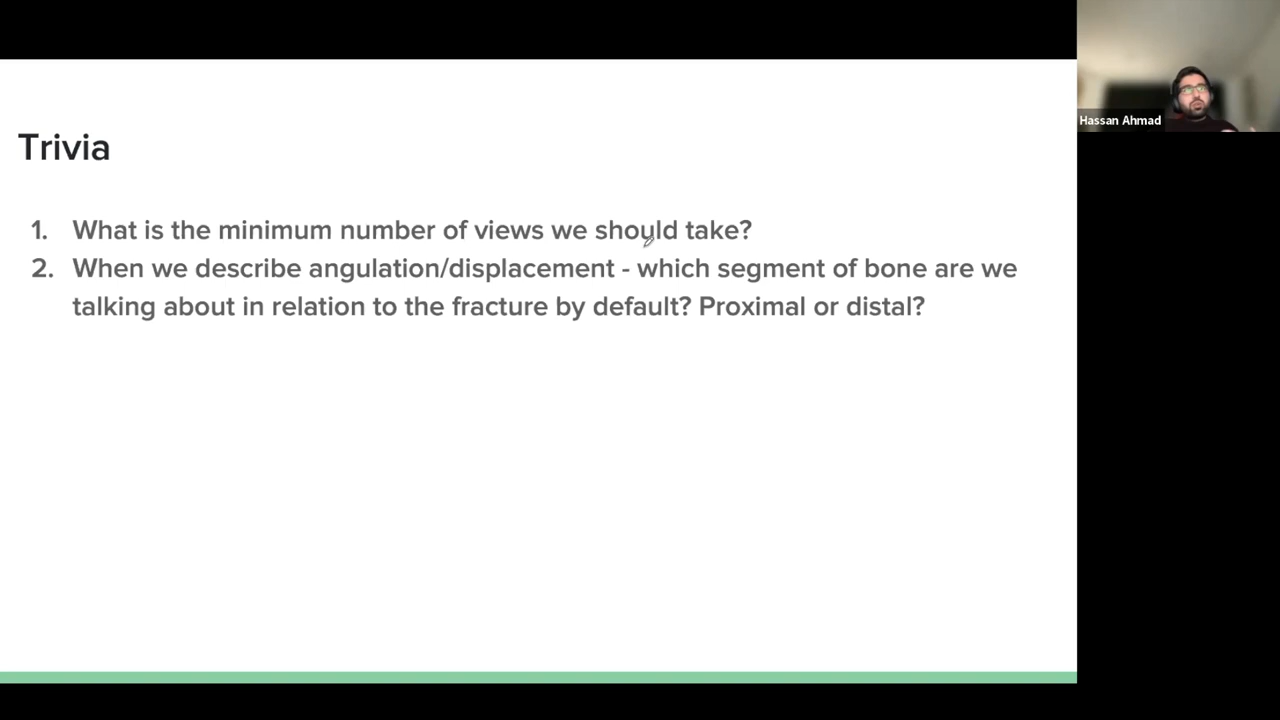 Trivia
1. What is the minimum number of views we should take?
2. When we describe angulation/displacement - which segment of bone are we
talking about in relation to the fracture by default? Proximal or distal?
Hassan Ahmad